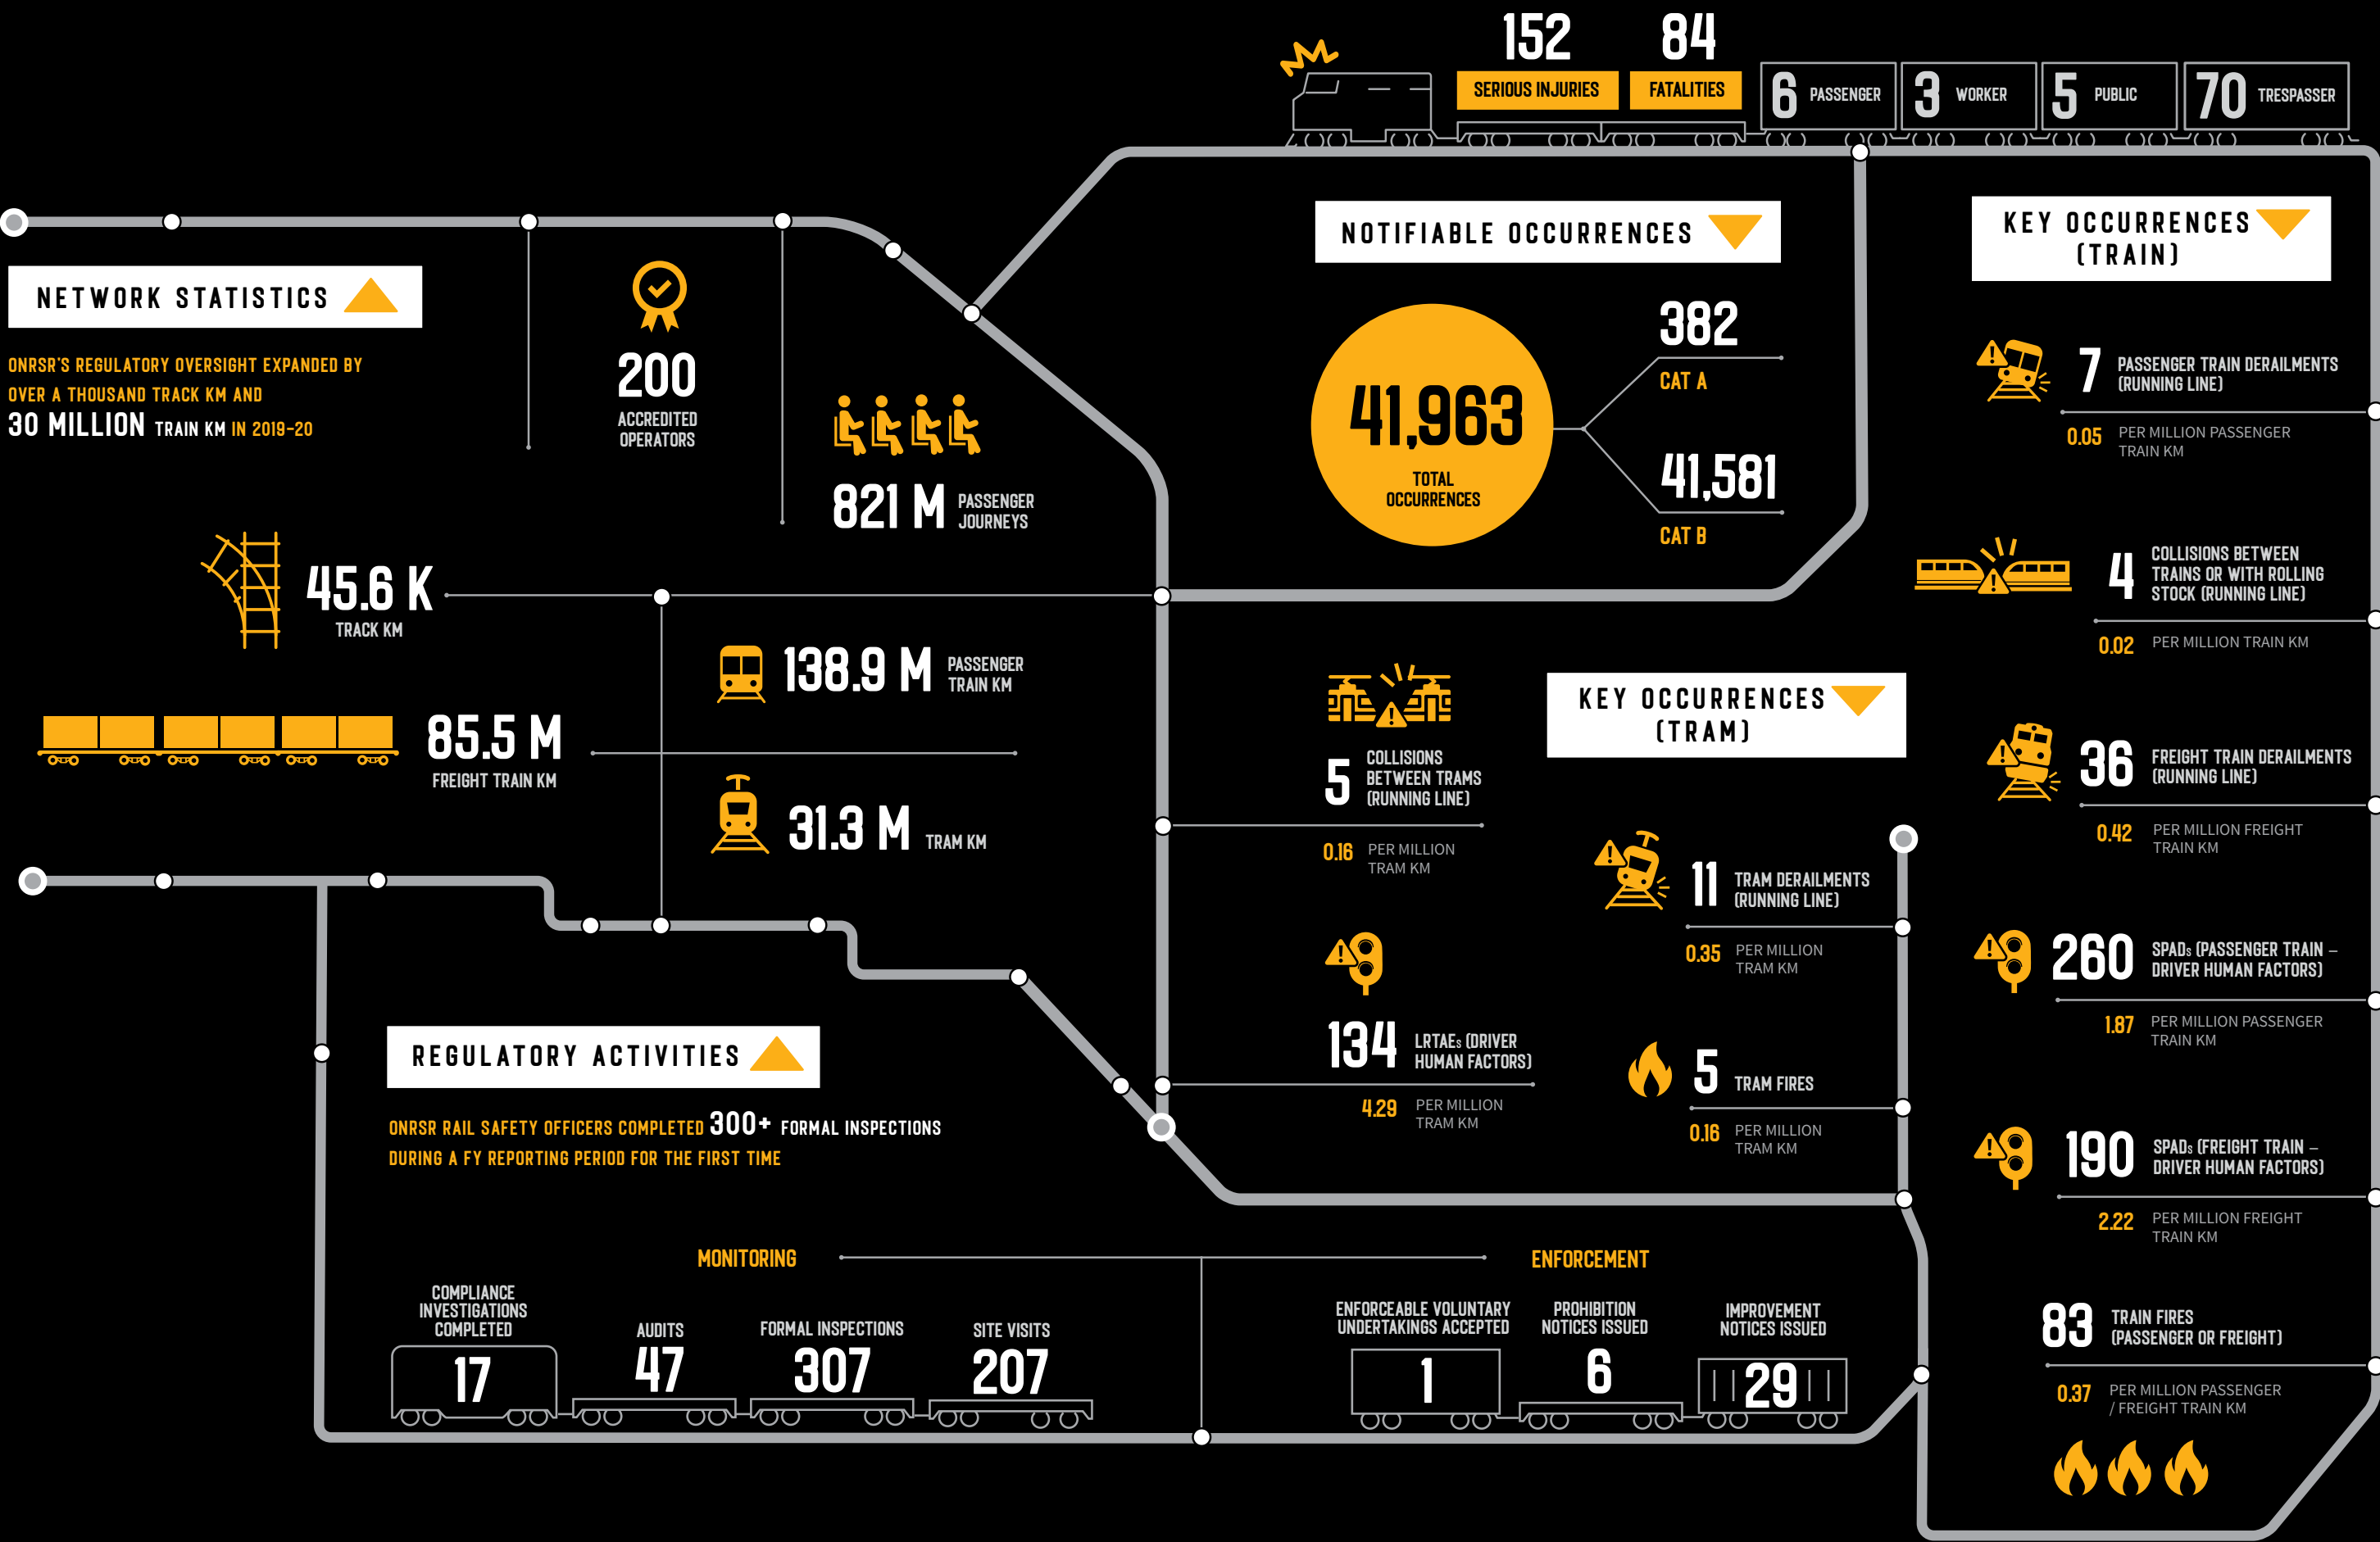 152
SERIOUS INJURIES
84
FATALITIES
6 PASSENGER
3 WORKER
5 PUBLIC
70 TRESPASSER
NETWORK STATISTICS
ONRSR'S REGULATORY OVERSIGHT EXPANDED BY
OVER A THOUSAND TRACK KM AND
30 MILLION TRAIN KM IN 2019-20
200
ACCREDITED
OPERATORS
821 M PASSENGER
JOURNEYS
45.6 K
TRACK KM
85.5 M
FREIGHT TRAIN KM
138.9 M PASSENGER
TRAIN KM
31.3 M TRAM KM
NOTIFIABLE OCCURRENCES
41,963
TOTAL
OCCURRENCES
382
CAT A
41,581
CAT B
KEY OCCURRENCES
(TRAIN)
7 PASSENGER TRAIN DERAILMENTS
(RUNNING LINE)
0.05 PER MILLION PASSENGER
TRAIN KM
4 COLLISIONS BETWEEN
TRAINS OR WITH ROLLING
STOCK (RUNNING LINE)
0.02 PER MILLION TRAIN KM
36 FREIGHT TRAIN DERAILMENTS
(RUNNING LINE)
0.42 PER MILLION FREIGHT
TRAIN KM
260 SPADs (PASSENGER TRAIN –
DRIVER HUMAN FACTORS)
1.87 PER MILLION PASSENGER
TRAIN KM
190 SPADs (FREIGHT TRAIN –
DRIVER HUMAN FACTORS)
2.22 PER MILLION FREIGHT
TRAIN KM
83 TRAIN FIRES
(PASSENGER OR FREIGHT)
0.37 PER MILLION PASSENGER
/ FREIGHT TRAIN KM
KEY OCCURRENCES
(TRAM)
5 COLLISIONS
BETWEEN TRAMS
(RUNNING LINE)
0.16 PER MILLION
TRAM KM
134 LRTAEs (DRIVER
HUMAN FACTORS)
4.29 PER MILLION
TRAM KM
11 TRAM DERAILMENTS
(RUNNING LINE)
0.35 PER MILLION
TRAM KM
5 TRAM FIRES
0.16 PER MILLION
TRAM KM
REGULATORY ACTIVITIES
ONRSR RAIL SAFETY OFFICERS COMPLETED 300+ FORMAL INSPECTIONS
DURING A FY REPORTING PERIOD FOR THE FIRST TIME
MONITORING
COMPLIANCE
INVESTIGATIONS
COMPLETED
17
AUDITS
47
FORMAL INSPECTIONS
307
SITE VISITS
207
ENFORCEMENT
ENFORCEABLE VOLUNTARY
UNDERTAKINGS ACCEPTED
1
PROHIBITION
NOTICES ISSUED
6
IMPROVEMENT
NOTICES ISSUED
29